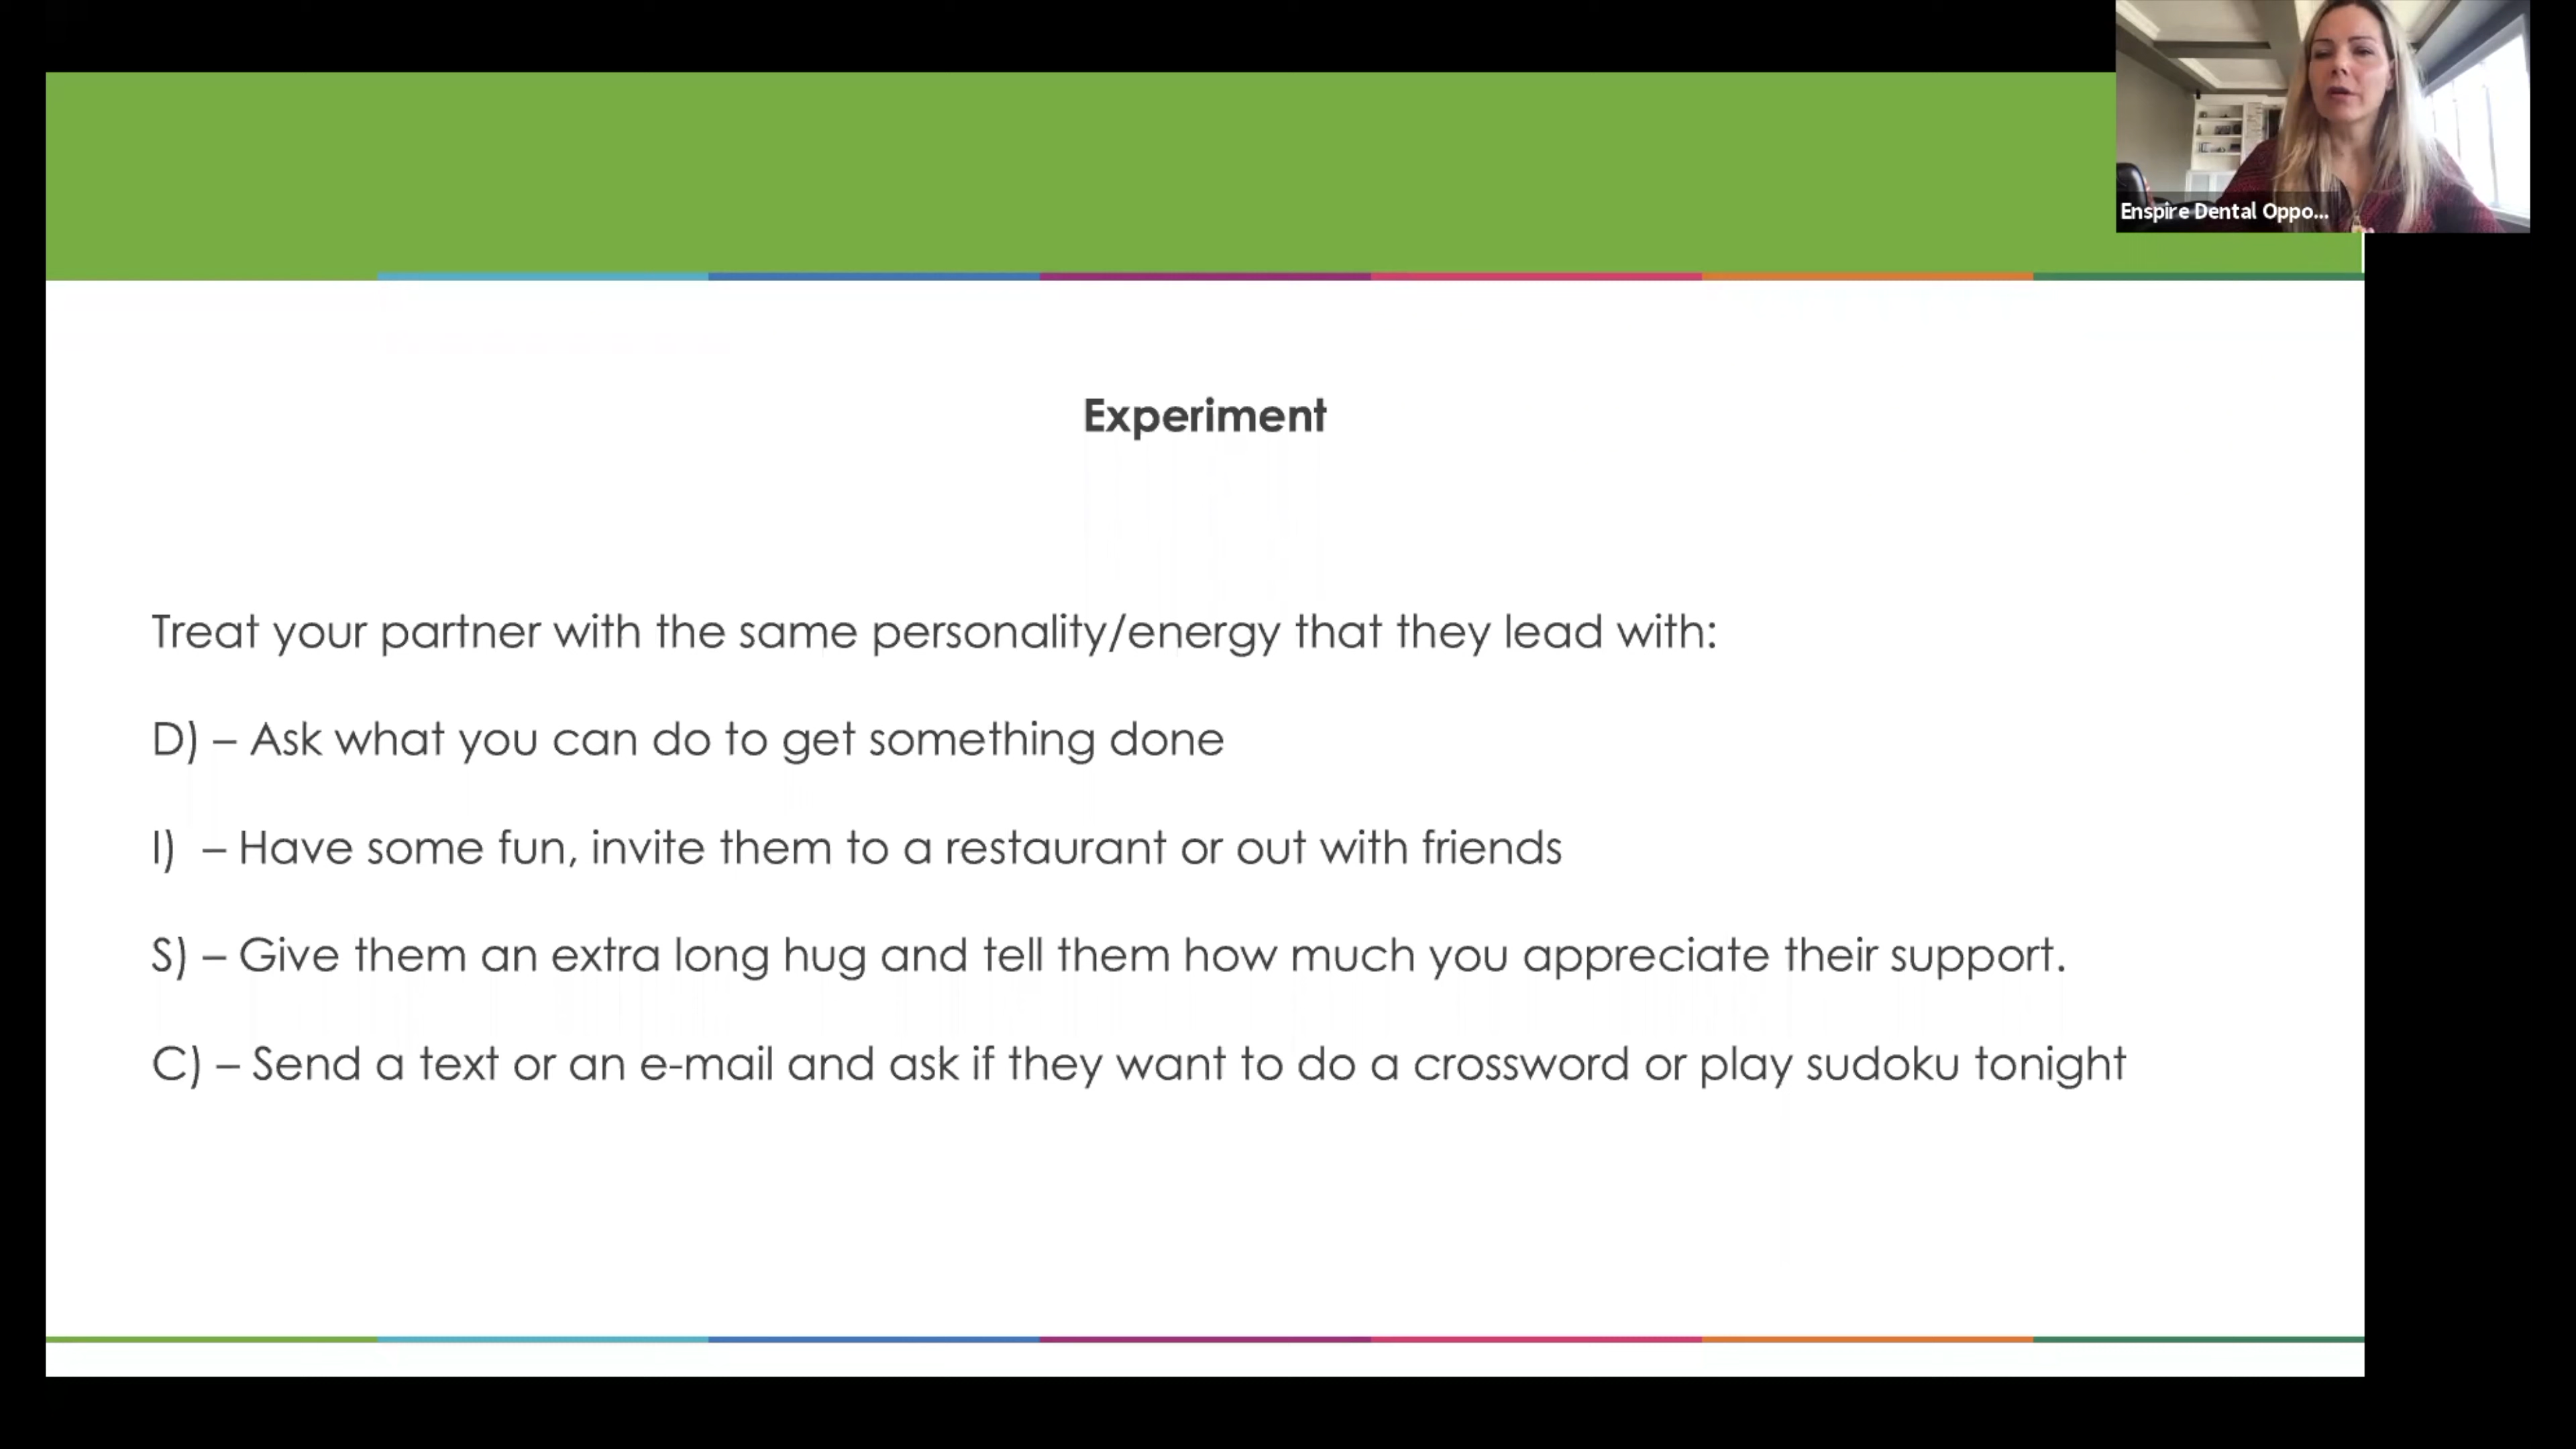 Enspire Dental Oppo...
Experiment
Treat your partner with the same personality/energy that they lead with:
D) – Ask what you can do to get something done
I)  – Have some fun, invite them to a restaurant or out with friends
S) – Give them an extra long hug and tell them how much you appreciate their support.
C) – Send a text or an e-mail and ask if they want to do a crossword or play sudoku tonight